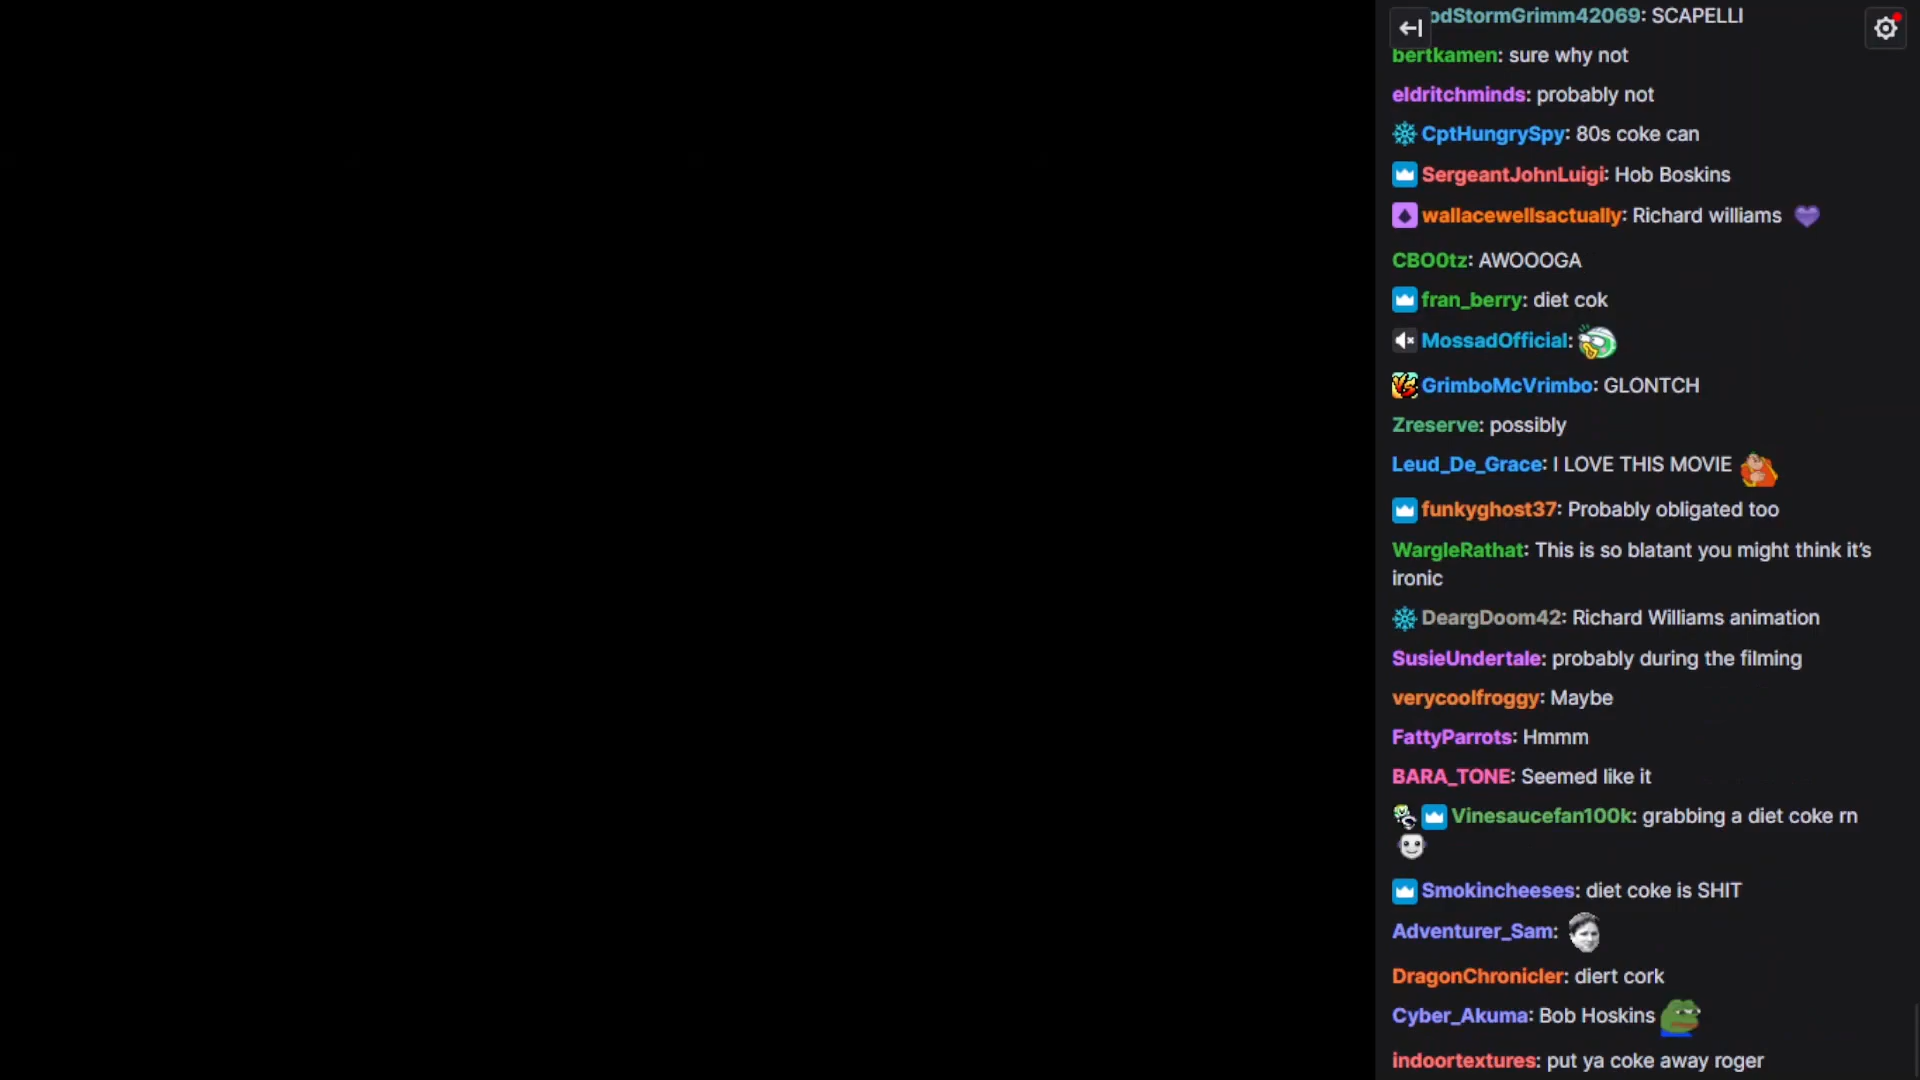 odStormGrimm42069: SCAPELLI
bertkamen: sure why not
eldritchminds: probably not
CptHungrySpy: 80s coke can
SergeantJohnLuigi: Hob Boskins
wallacewellsactually: Richard williams
CBO0tz: AWOOOGA
fran_berry: diet cok
MossadOfficial:
GrimboMcVrimbo: GLONTCH
Zreserve: possibly
Leud_De_Grace: I LOVE THIS MOVIE
funkyghost37: Probably obligated too
WargleRathat: This is so blatant you might think it’s
ironic
DeargDoom42: Richard Williams animation
SusieUndertale: probably during the filming
verycoolfroggy: Maybe
FattyParrots: Hmmm
BARA_TONE: Seemed like it
Vinesaucefan100k: grabbing a diet coke rn
Smokincheeses: diet coke is SHIT
Adventurer_Sam:
DragonChronicler: diert cork
Cyber_Akuma: Bob Hoskins
indoortextures: put ya coke away roger